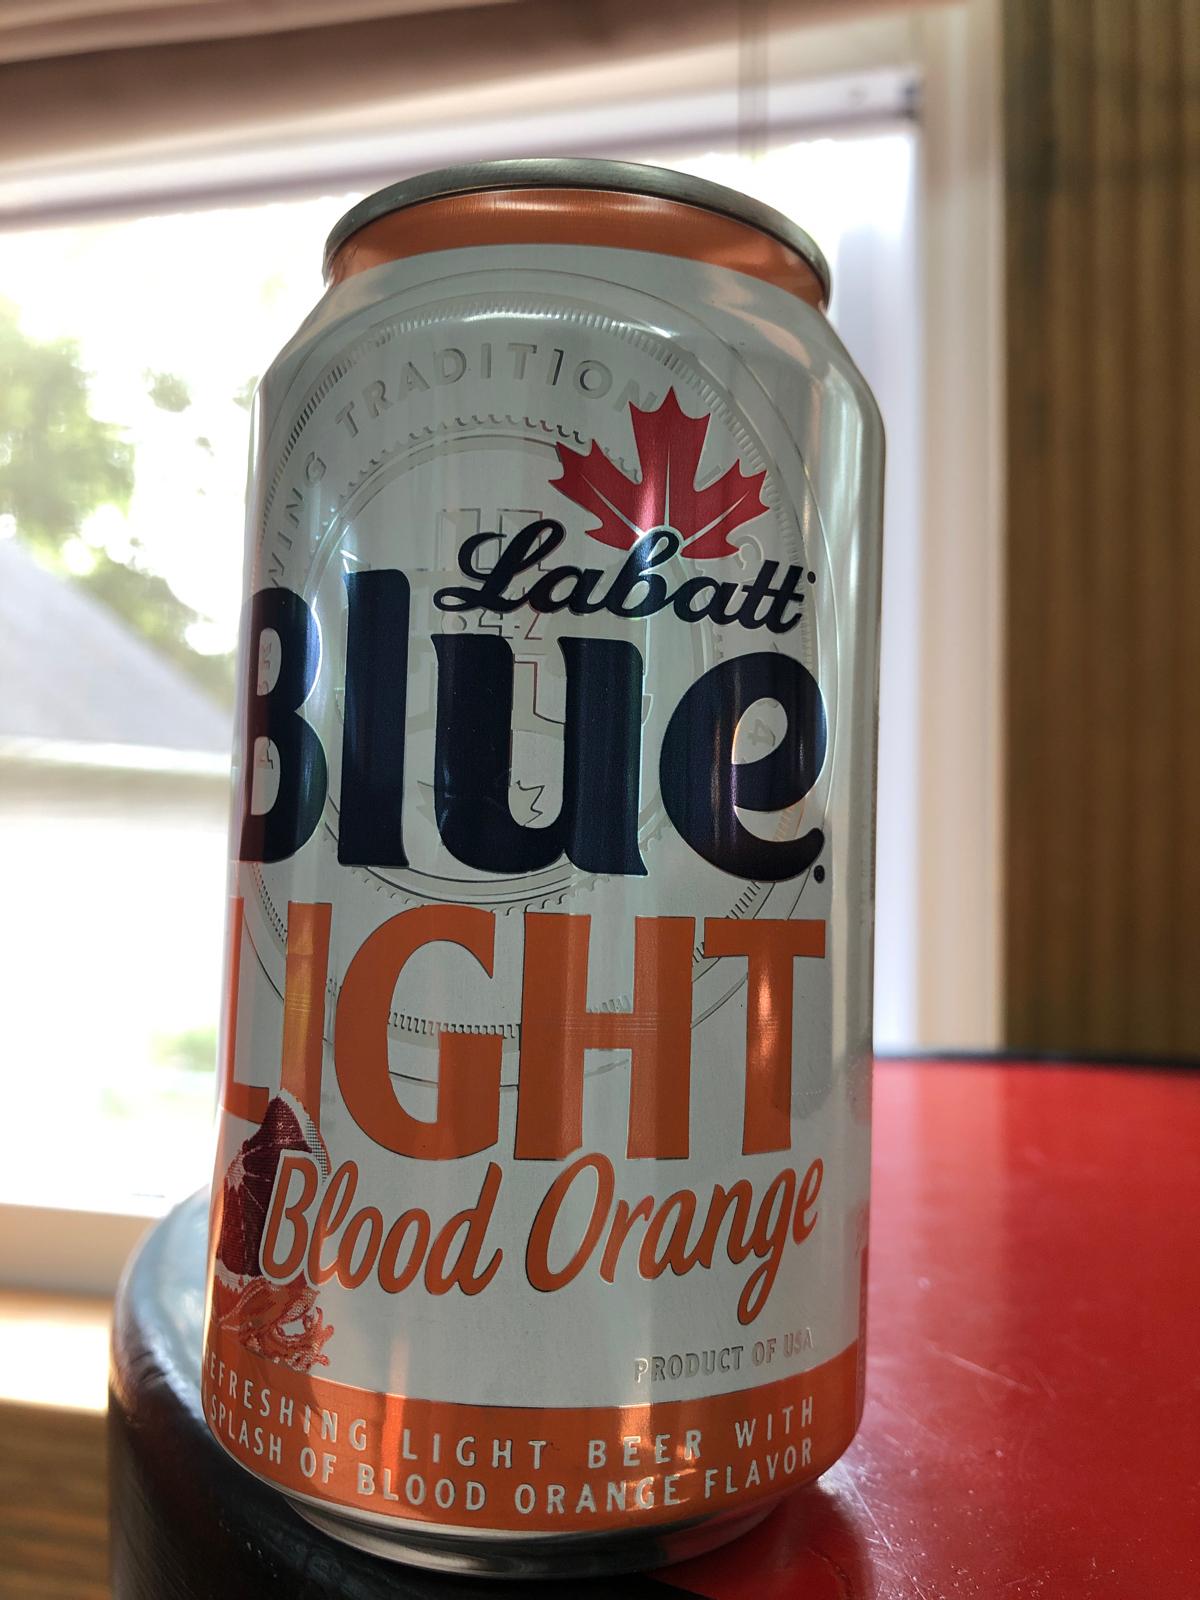 TRADITION
Labatt
Blue
LIGHT
Blood Orange
PRODUCT OF USA
REFRESHING LIGHT BEER WITH
SPLASH OF BLOOD ORANGE FLAVOR